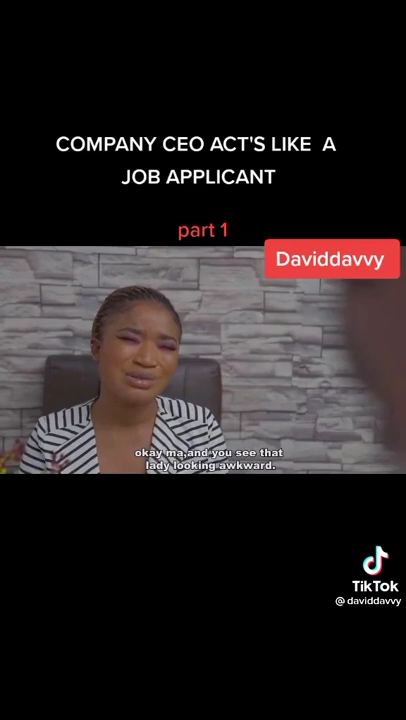 COMPANY CEO ACT'S LIKE A
JOB APPLICANT
part 1
Daviddavvy
okay ma,and you see that
lady looking awkward.
TikTok
@ daviddavvy